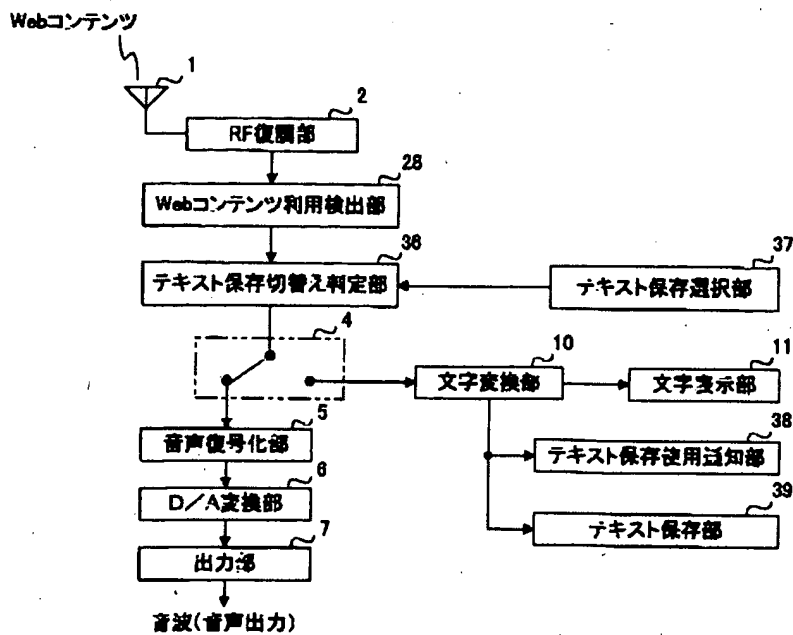 Webコンテンツ
1
2
RF復調部
28
Webコンテンツ利用検出部
36
テキスト保存切替え判定部
37
テキスト保存選択部
4
10
文字変換部
11
文字表示部
5
音声復号化部
38
テキスト保存使用通知部
6
D/A変換部
39
テキスト保存部
7
出力部
音波(音声出力)